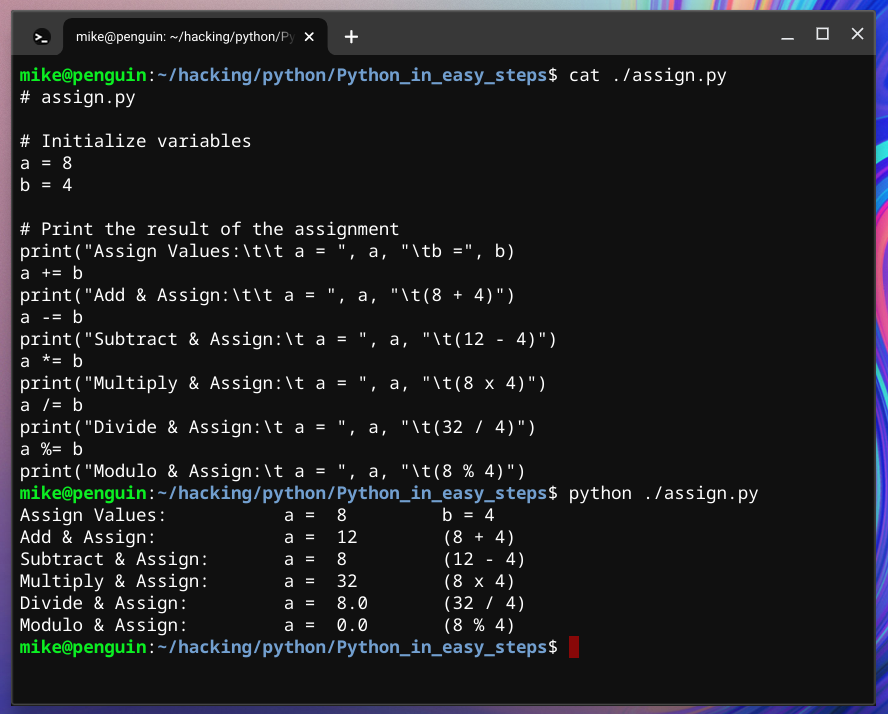 mike@penguin: ~/hacking/python/Py
mike@penguin:~/hacking/python/Python_in_easy_steps$ cat ./assign.py
# assign.py
# Initialize variables
a = 8
b = 4
# Print the result of the assignment
print("Assign Values:\t\t a = ", a, "\tb =", b)
a += b
print("Add & Assign:\t\t a = ", a, "\t(8 + 4)")
a -= b
print("Subtract & Assign:\t a = ", a, "\t(12 - 4)")
a *= b
print("Multiply & Assign:\t a = ", a, "\t(8 x 4)")
a /= b
print("Divide & Assign:\t a = ", a, "\t(32 / 4)")
a %= b
print("Modulo & Assign:\t a = ", a, "\t(8 % 4)")
mike@penguin:~/hacking/python/Python_in_easy_steps$ python ./assign.py
Assign Values:           a =  8         b = 4
Add & Assign:            a =  12        (8 + 4)
Subtract & Assign:       a =  8         (12 - 4)
Multiply & Assign:       a =  32        (8 x 4)
Divide & Assign:         a =  8.0       (32 / 4)
Modulo & Assign:         a =  0.0       (8 % 4)
mike@penguin:~/hacking/python/Python_in_easy_steps$